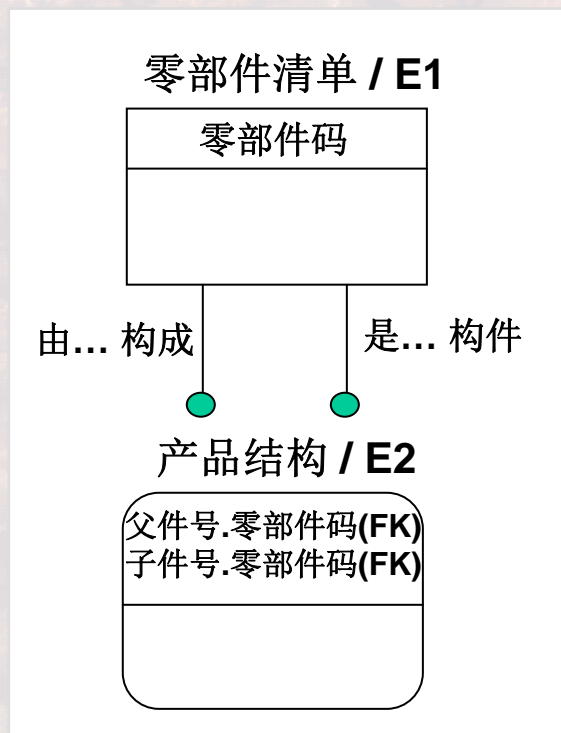 零部件清单 / E1
零部件码
由... 构成
是... 构件
产品结构 / E2
父件号.零部件码(FK)
子件号.零部件码(FK)